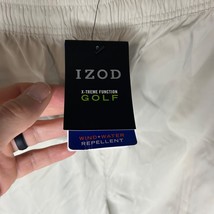 IZOD
X-TREME FUNCTION
GOLF
WIND•WATER
REPELLENT